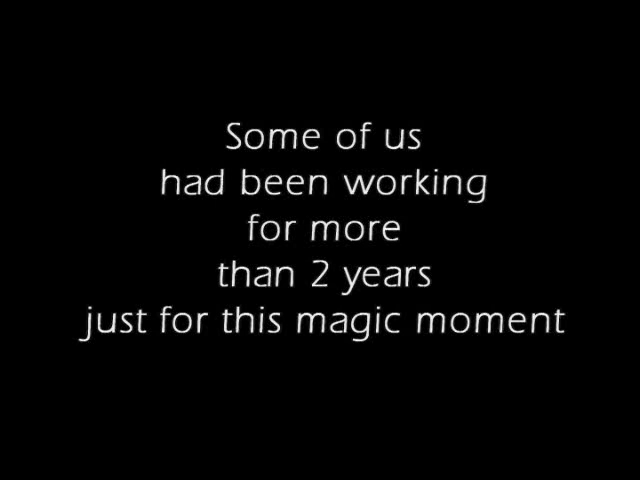 Some of us
had been working
for more
than 2 years
just for this magic moment